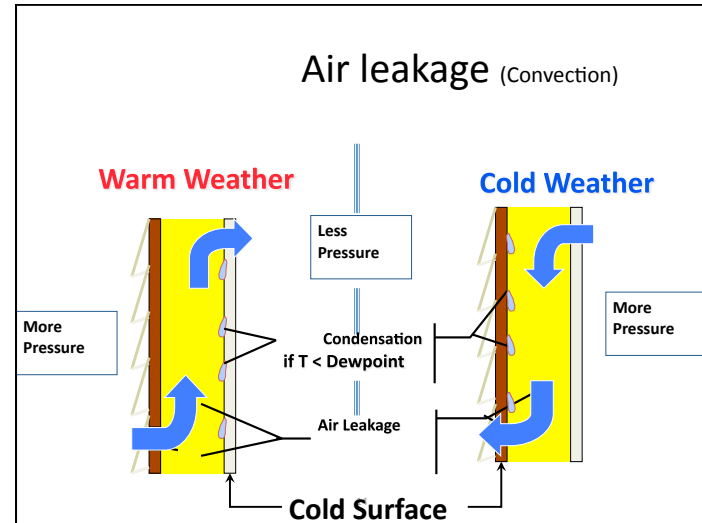 Air leakage (Convection)
Warm Weather
Cold Weather
Less
Pressure
More
Pressure
More
Pressure
Condensation
if T < Dewpoint
Air Leakage
Cold Surface